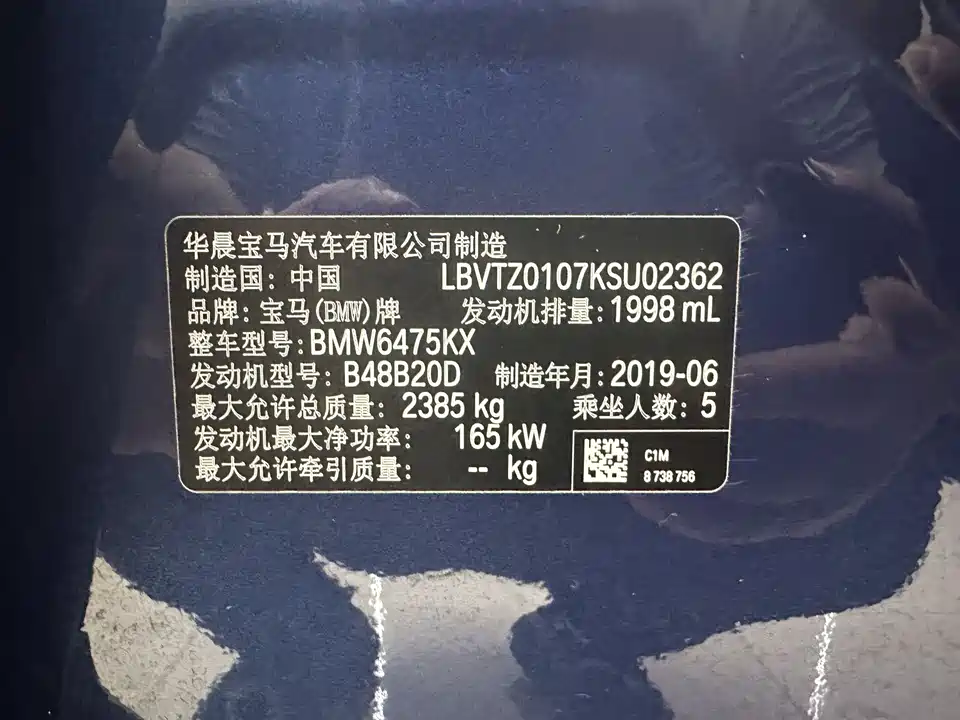 华晨宝马汽车有限公司制造
制造国：中国 LBVTZ0107KSU02362
品牌：宝马(BMW)牌 发动机排量：1998 mL
整车型号：BMW6475KX
发动机型号：B48B20D 制造年月：2019-06
最大允许总质量：2385 kg 乘坐人数：5
发动机最大净功率：165 kW
最大允许牵引质量：-- kg
C1M
8 738 756